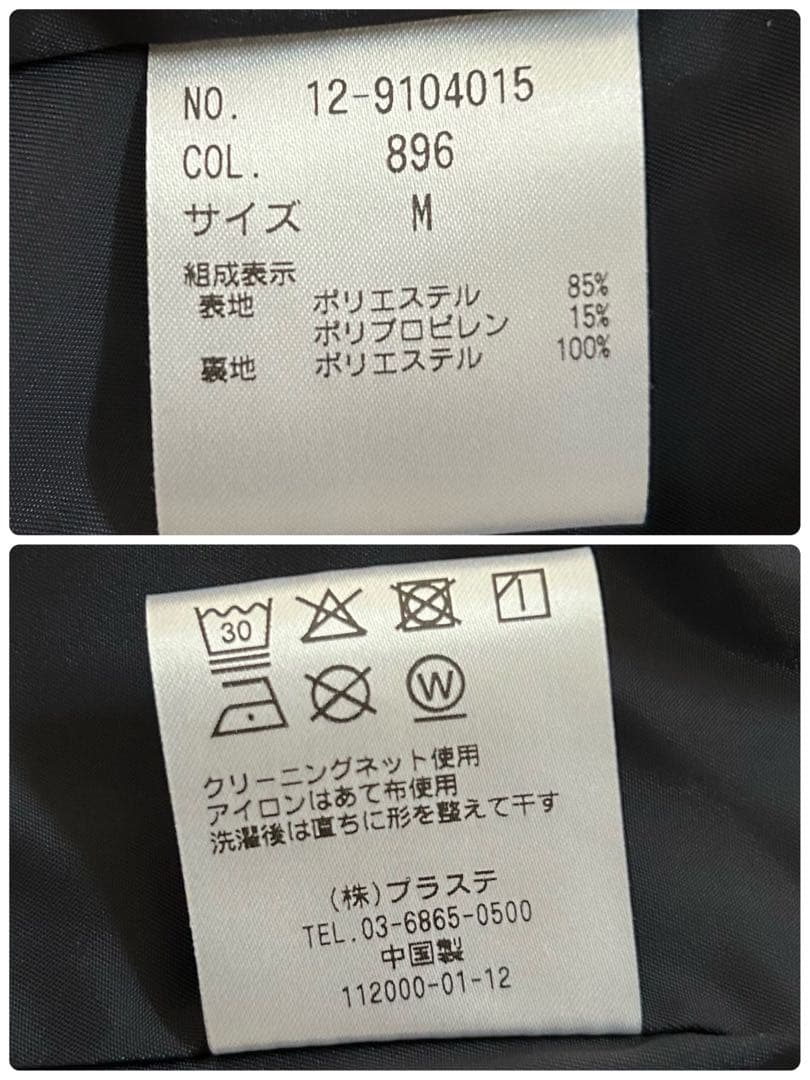 NO. 12-9104015
COL. 896
サイズ M
組成表示
表地 ポリエステル 85%
ポリプロピレン 15%
裏地 ポリエステル 100%
30
W
クリーニングネット使用
アイロンはあて布使用
洗濯後は直ちに形を整えて干す
(株)プラステ
TEL.03-6865-0500
中国製
112000-01-12